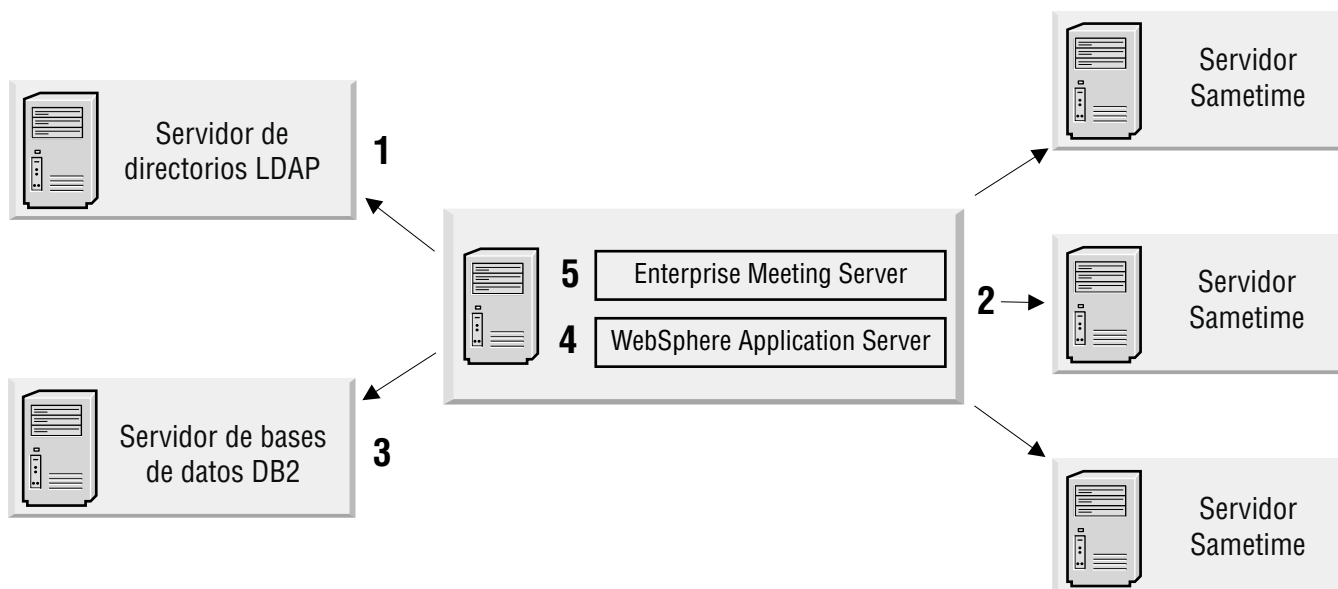 Servidor de
directorios LDAP
1
Servidor de bases
de datos DB2
3
5
Enterprise Meeting Server
4
WebSphere Application Server
2
Servidor
Sametime
Servidor
Sametime
Servidor
Sametime